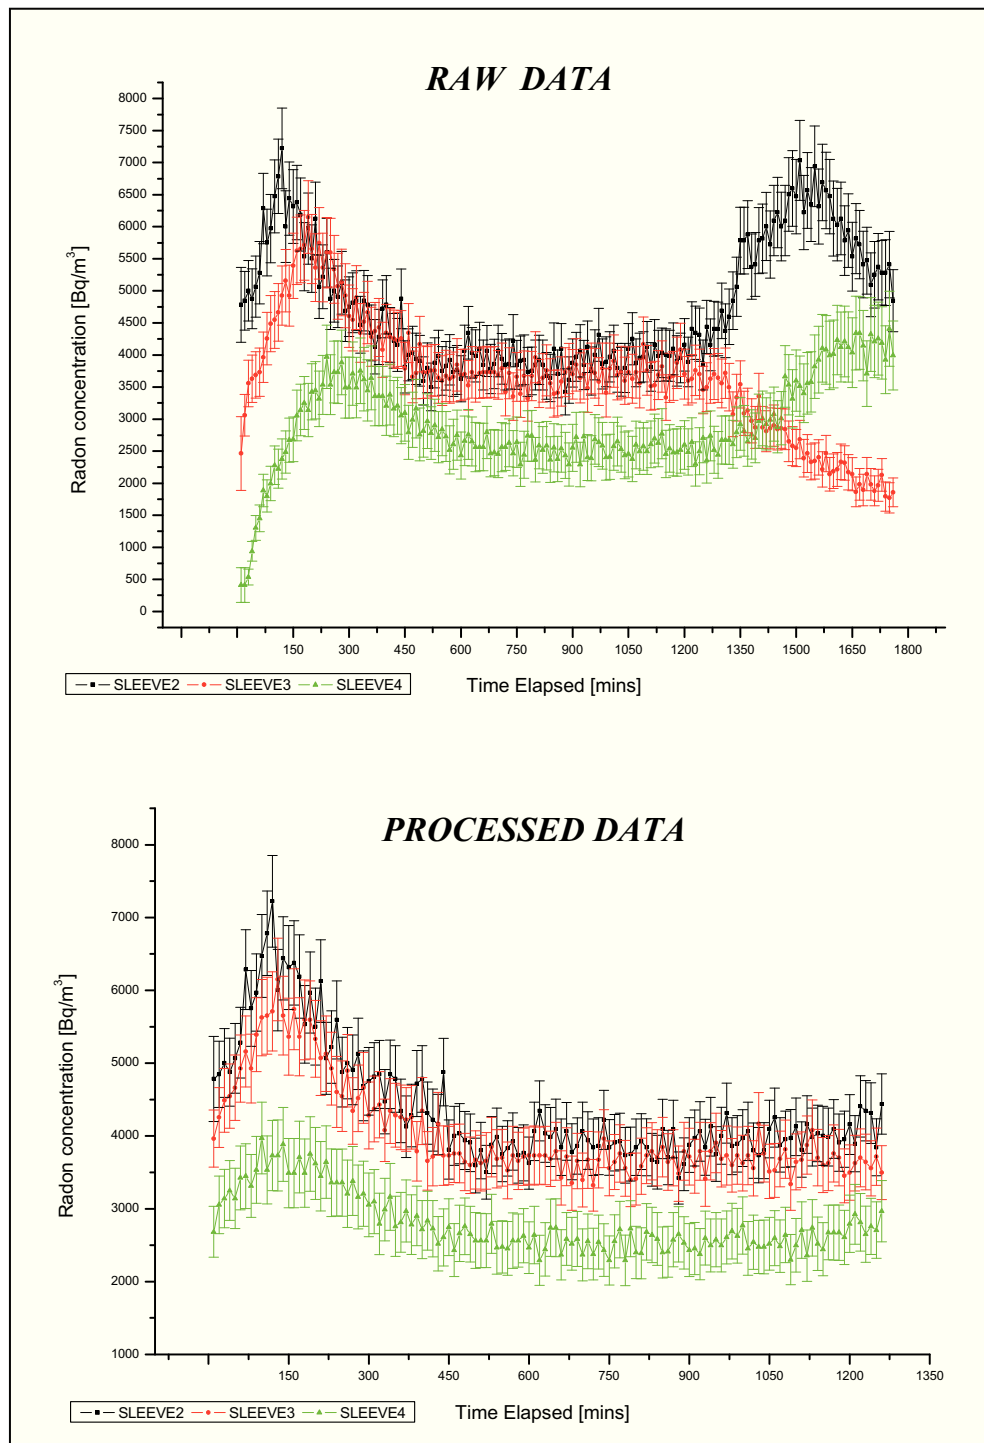 RAW DATA
8000
7500
7000
6500
6000
5500
5000
4500
4000
3500
3000
2500
2000
1500
1000
500
0
Radon concentration [Bq/m³]
150 300 450 600 750 900 1050 1200 1350 1500 1650 1800
SLEEVE2 SLEEVE3 SLEEVE4
Time Elapsed [mins]
PROCESSED DATA
8000
7000
6000
5000
4000
3000
2000
1000
Radon concentration [Bq/m³]
150 300 450 600 750 900 1050 1200 1350
SLEEVE2 SLEEVE3 SLEEVE4
Time Elapsed [mins]